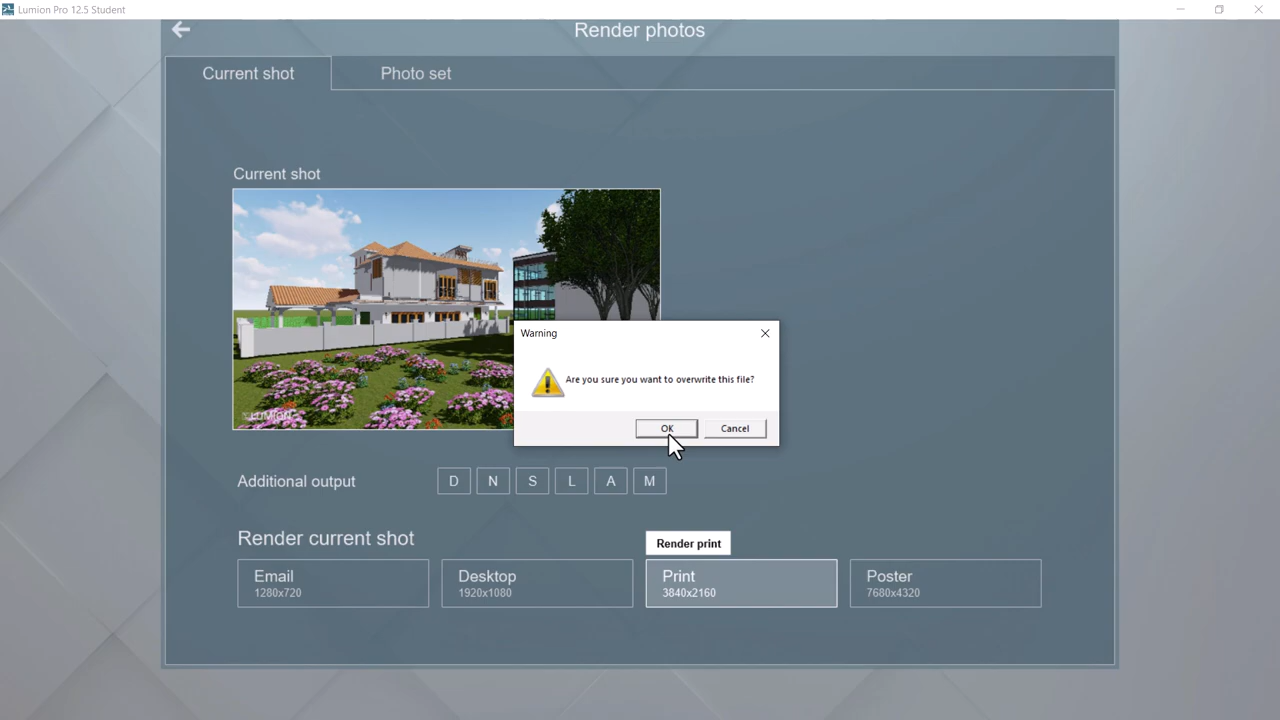 Lumion Pro 12.5 Student
Render photos
Current shot
Photo set
Current shot
LUMION
Warning
Are you sure you want to overwrite this file?
OK
Cancel
Additional output
D N S L A M
Render current shot
Render print
Email
1280x720
Desktop
1920x1080
Print
3840x2160
Poster
7680x4320